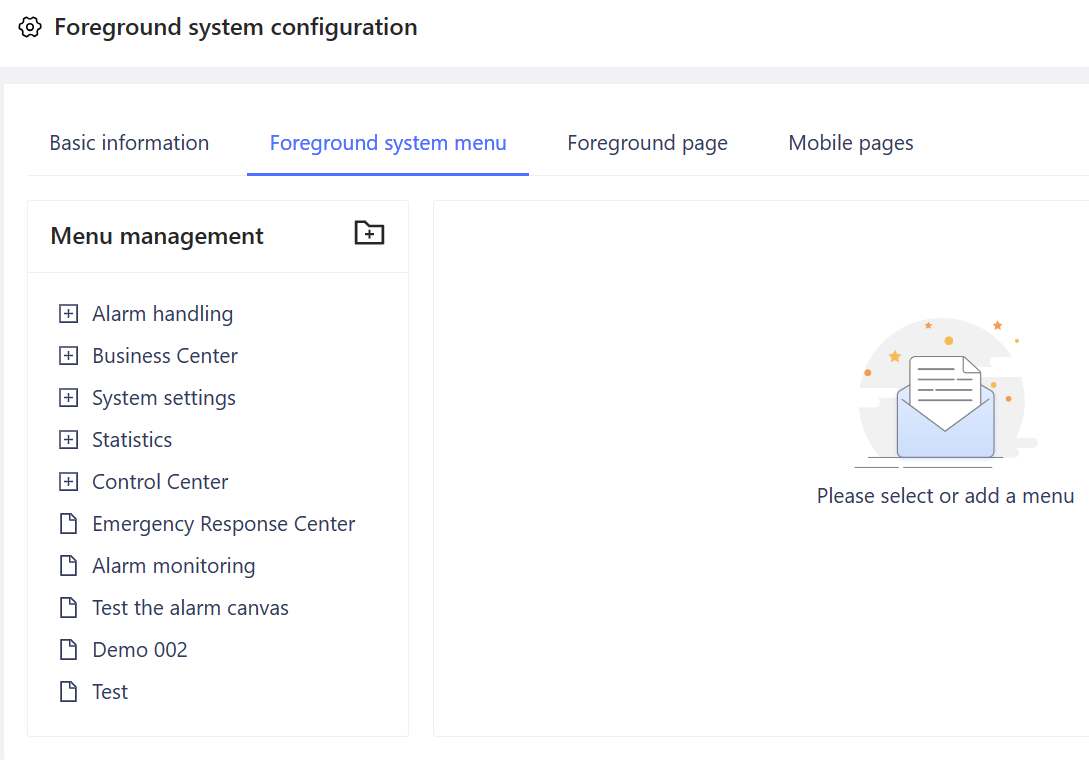 Foreground system configuration
Basic information Foreground system menu Foreground page Mobile pages
Menu management
Alarm handling
Business Center
System settings
Statistics
Control Center
Emergency Response Center
Alarm monitoring
Test the alarm canvas
Demo 002
Test
Please select or add a menu